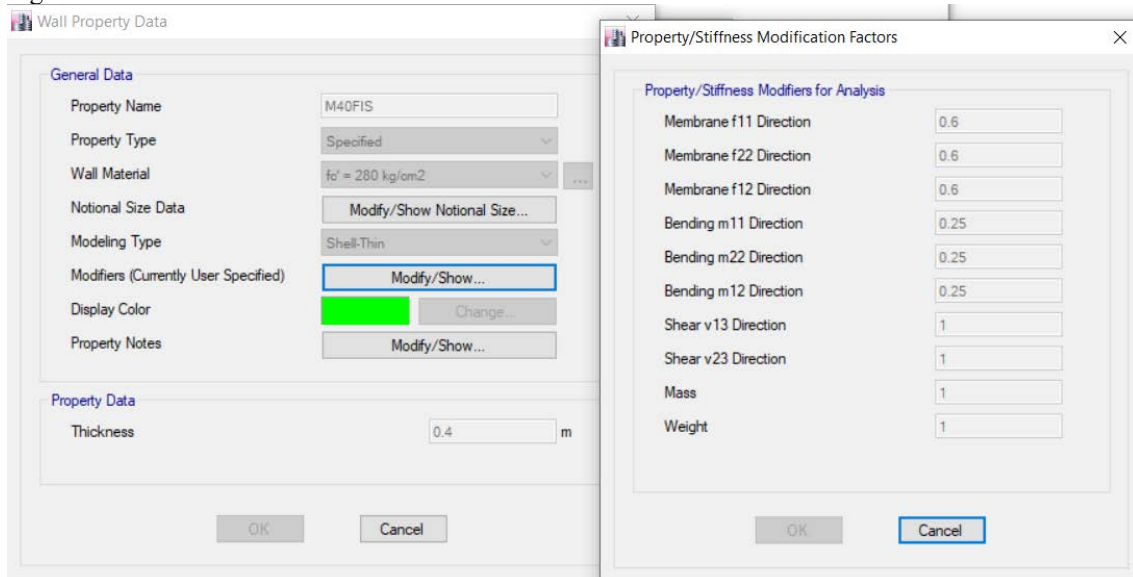 Wall Property Data
General Data
Property Name M40FIS
Property Type Specified
Wall Material fc' = 280 kg/cm2 ...
Notional Size Data Modify/Show Notional Size...
Modeling Type Shell-Thin
Modifiers (Currently User Specified) Modify/Show...
Display Color Change...
Property Notes Modify/Show...
Property Data
Thickness 0.4 m
OK Cancel
Property/Stiffness Modification Factors
Property/Stiffness Modifiers for Analysis
Membrane f11 Direction 0.6
Membrane f22 Direction 0.6
Membrane f12 Direction 0.6
Bending m11 Direction 0.25
Bending m22 Direction 0.25
Bending m12 Direction 0.25
Shear v13 Direction 1
Shear v23 Direction 1
Mass 1
Weight 1
OK Cancel